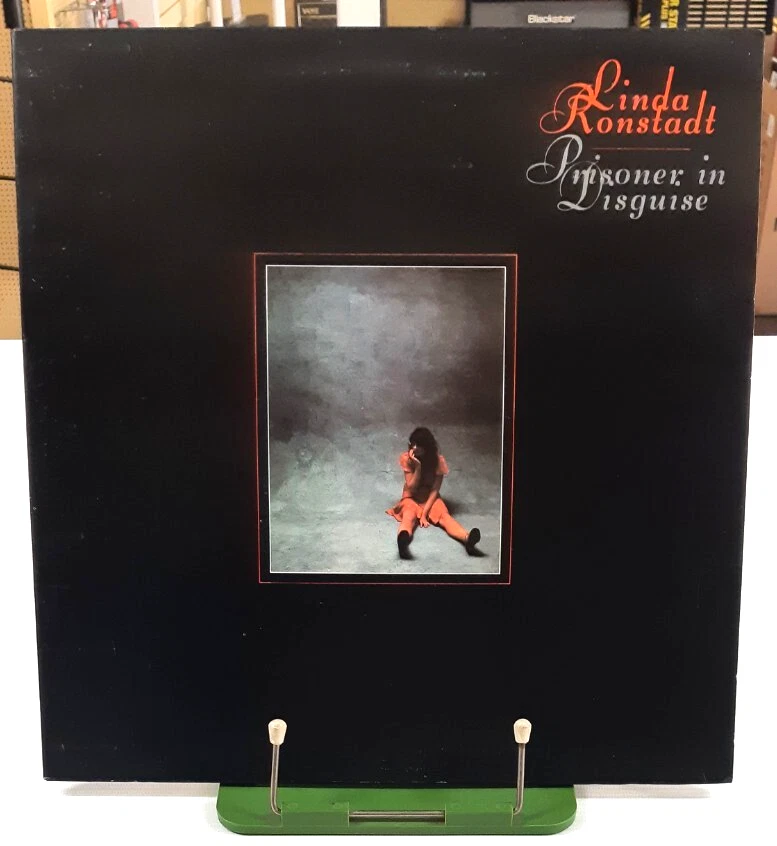 Blackstar
Linda
Ronstadt
Prisoner in
Disguise